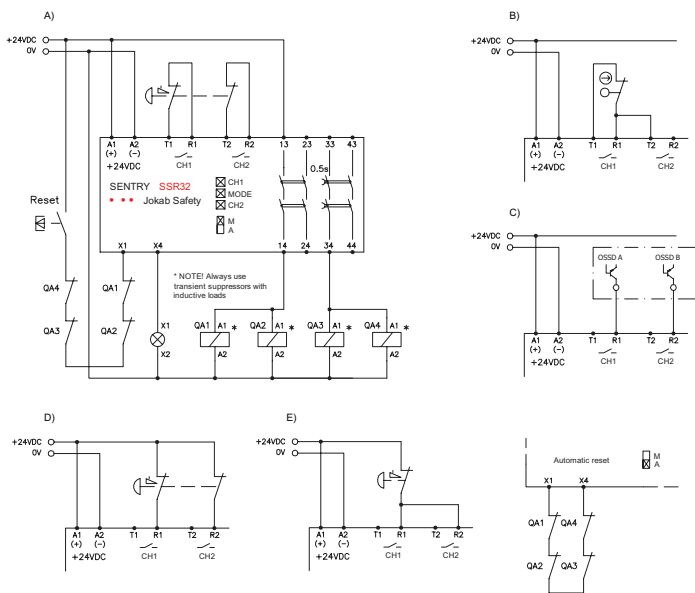 A)
+24VDC
0V
A1 A2 T1 R1 T2 R2 13 23 33 43
(+) (-) CH1 CH2
+24VDC
0.5s
SENTRY SSR32
Jokab Safety
CH1
MODE
CH2
M
A
Reset
X1 X4 14 24 34 44
QA4 QA1
* NOTE! Always use
transient suppressors with
inductive loads
QA3 QA2
X1
X2
QA1 A1 * QA2 A1 * QA3 A1 * QA4 A1 *
A2 A2 A2 A2
B)
+24VDC
0V
A1 A2 T1 R1 T2 R2
(+) (-) CH1 CH2
+24VDC
C)
+24VDC
0V
OSSD A OSSD B
A1 A2 T1 R1 T2 R2
(+) (-) CH1 CH2
+24VDC
D)
+24VDC
0V
A1 A2 T1 R1 T2 R2
(+) (-) CH1 CH2
+24VDC
E)
+24VDC
0V
A1 A2 T1 R1 T2 R2
(+) (-) CH1 CH2
+24VDC
Automatic reset
M
A
X1 X4
QA1 QA4
QA2 QA3